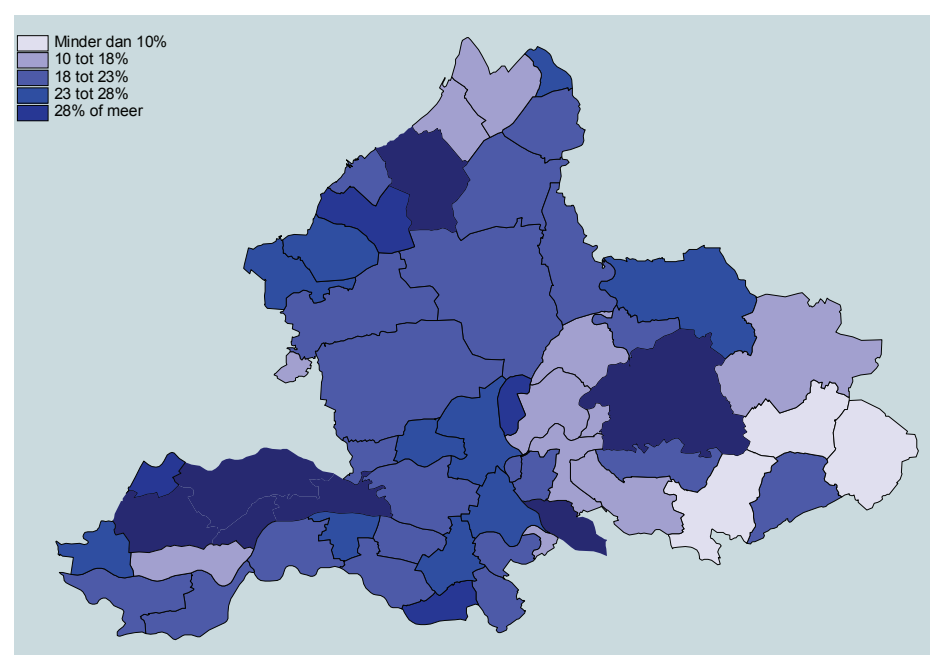 Minder dan 10%
10 tot 18%
18 tot 23%
23 tot 28%
28% of meer